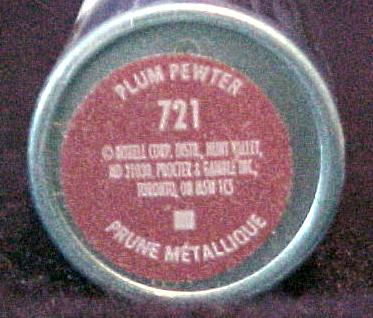 PLUM PEWTER
721
© NOXELL CORP. DISTR., HUNT VALLEY,
MD 21030. PROCTER & GAMBLE INC.,
TORONTO, ON M5W 1C5
PRUNE MÉTALLIQUE